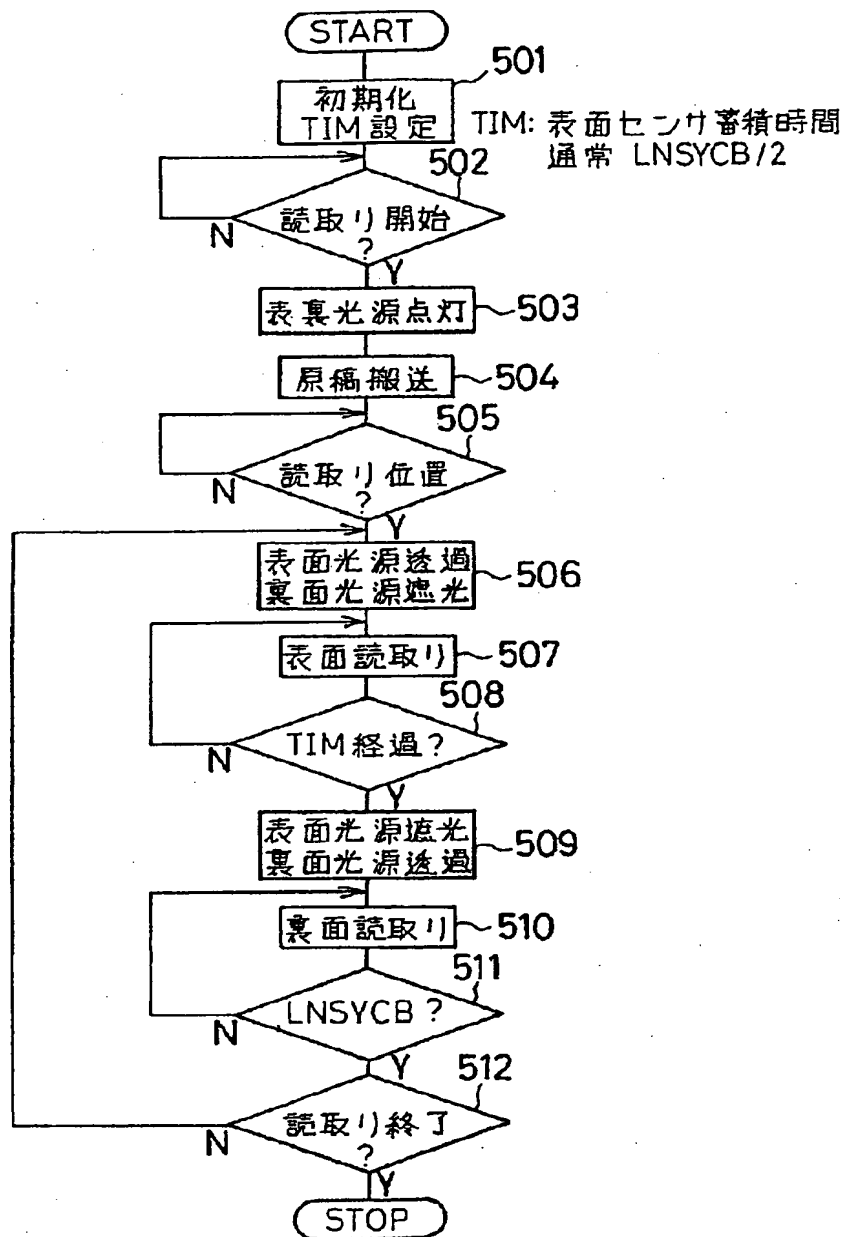 START
501
初期化
TIM 設定
TIM: 表面センサ蓄積時間
通常 LNSYCB/2
502
読取り開始
?
N
Y
表裏光源点灯
503
原稿搬送
504
505
読取り位置
?
N
Y
表面光源透過
裏面光源遮光
506
表面読取り
507
508
TIM経過?
N
Y
表面光源遮光
裏面光源透過
509
裏面読取り
510
511
LNSYCB?
N
Y
512
読取り終了
?
N
Y
STOP